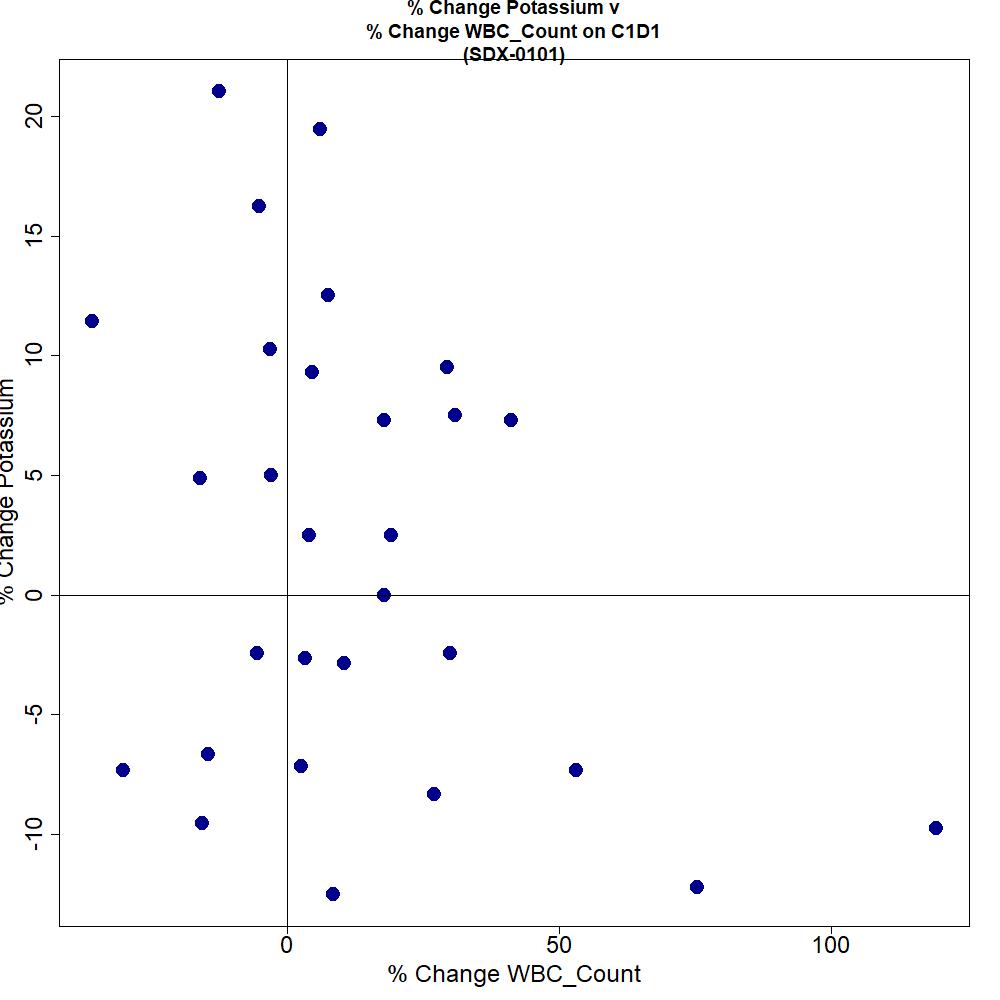 % Change Potassium v
% Change WBC_Count on C1D1
(SDX-0101)
% Change Potassium
20
15
10
5
0
-5
-10
0
50
100
% Change WBC_Count